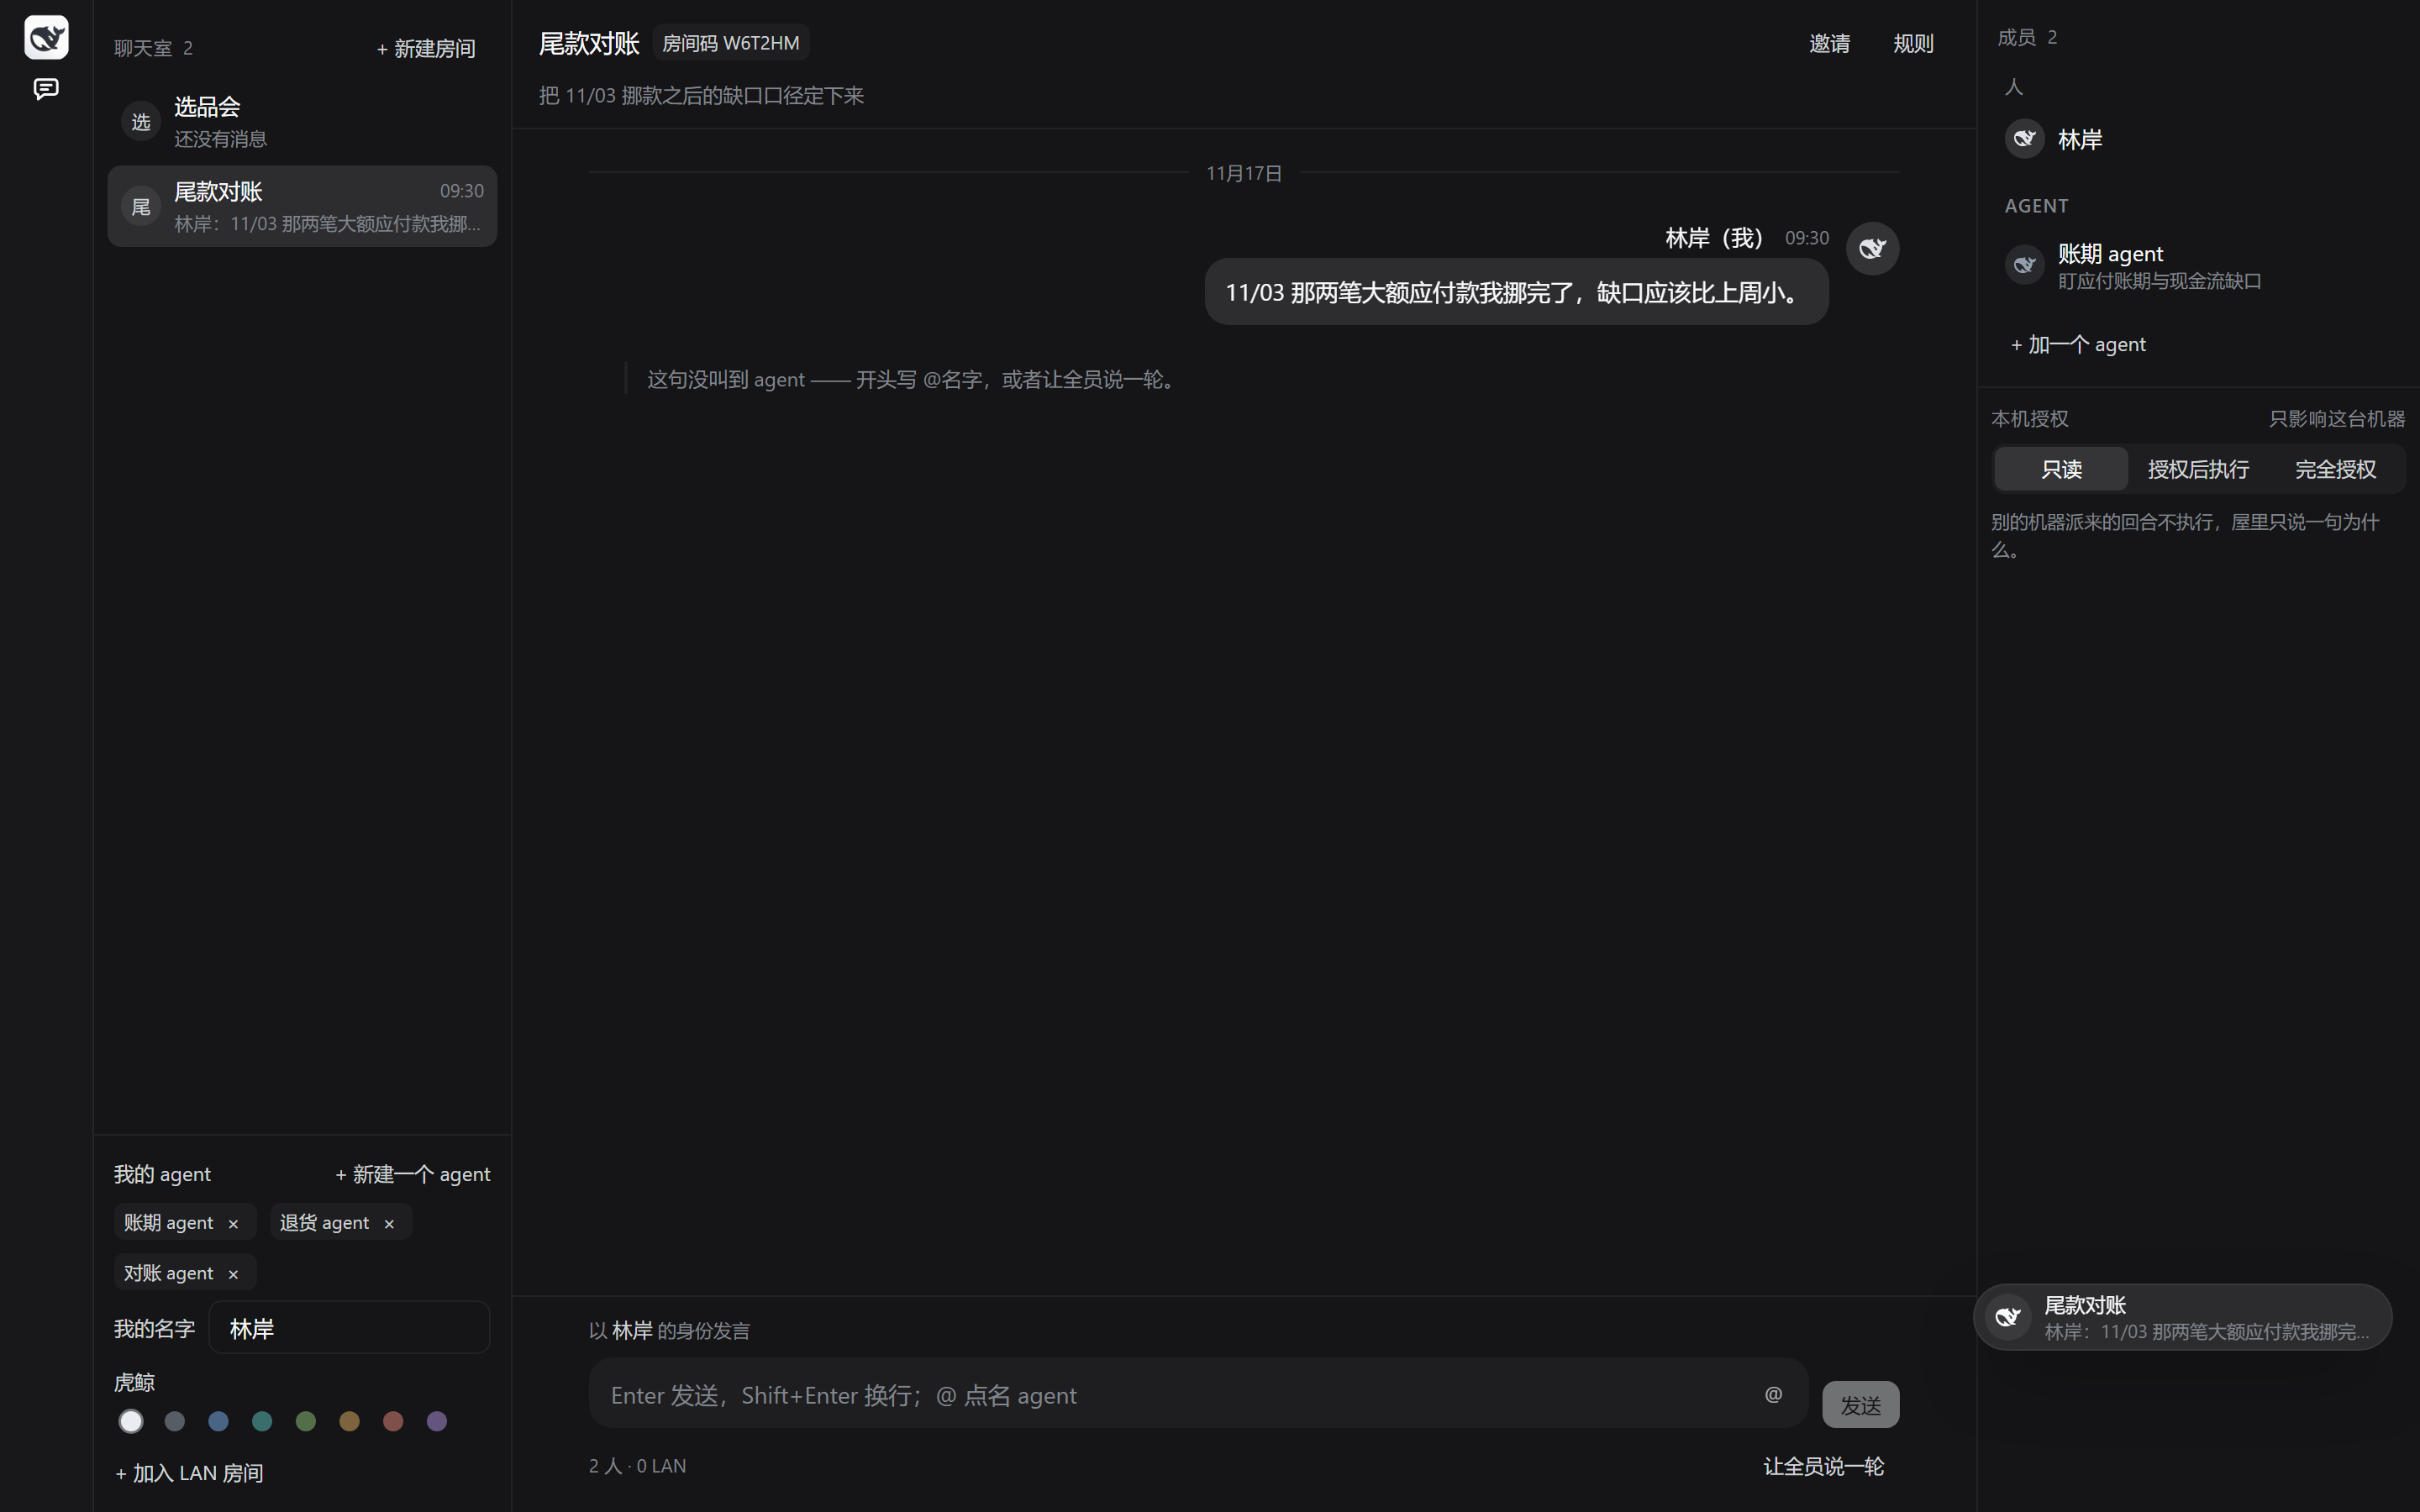 聊天室 2
+ 新建房间
选
选品会
还没有消息
尾
尾款对账
09:30
林岸：11/03 那两笔大额应付款我挪...
我的 agent
+ 新建一个 agent
账期 agent ×
退货 agent ×
对账 agent ×
我的名字
林岸
虎鲸
+ 加入 LAN 房间
尾款对账
房间码 W6T2HM
邀请
规则
把 11/03 挪款之后的缺口口径定下来
11月17日
林岸（我） 09:30
11/03 那两笔大额应付款我挪完了，缺口应该比上周小。
这句没叫到 agent —— 开头写 @名字，或者让全员说一轮。
以 林岸 的身份发言
Enter 发送，Shift+Enter 换行；@ 点名 agent
@
发送
2 人 · 0 LAN
让全员说一轮
成员 2
人
林岸
AGENT
账期 agent
盯应付账期与现金流缺口
+ 加一个 agent
本机授权
只影响这台机器
只读
授权后执行
完全授权
别的机器派来的回合不执行，屋里只说一句为什
么。
尾款对账
林岸：11/03 那两笔大额应付款我挪完...